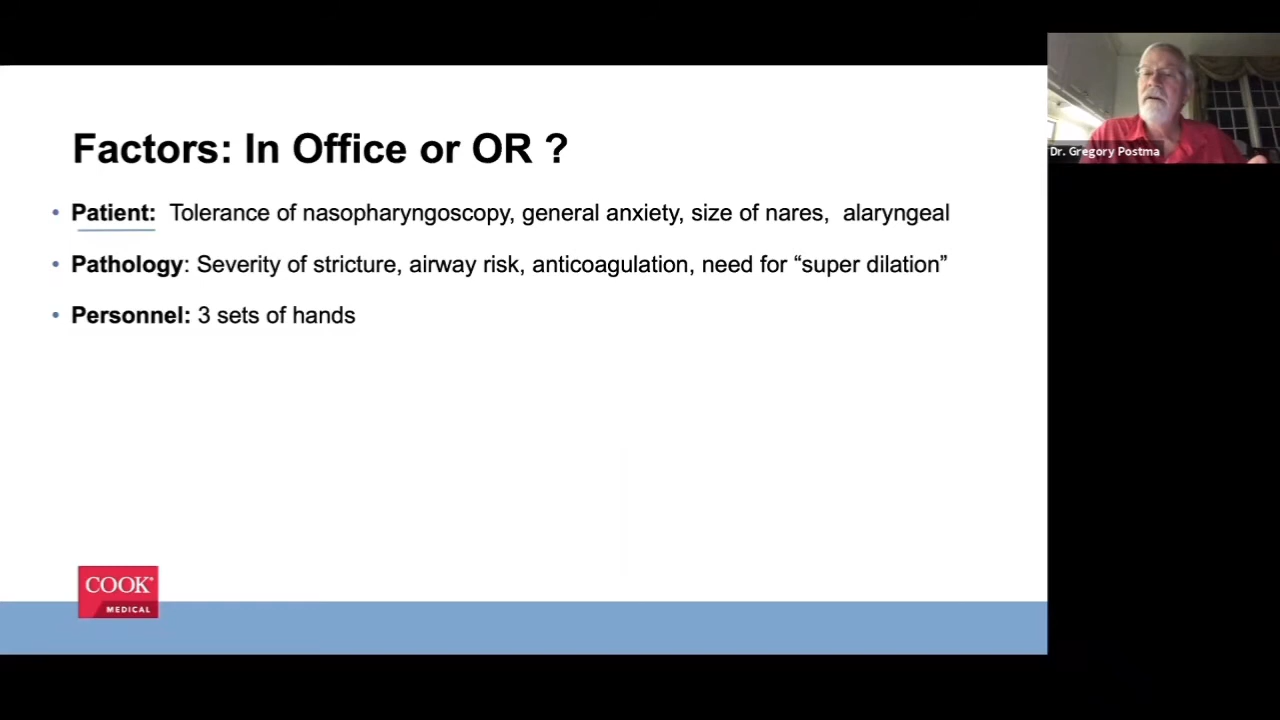 Factors: In Office or OR ?
• Patient: Tolerance of nasopharyngoscopy, general anxiety, size of nares, alaryngeal
• Pathology: Severity of stricture, airway risk, anticoagulation, need for “super dilation”
• Personnel: 3 sets of hands
COOK®
MEDICAL
Dr. Gregory Postma